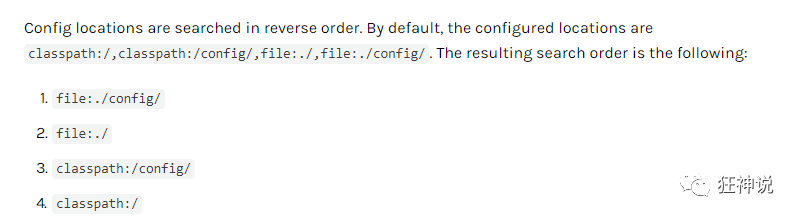 Config locations are searched in reverse order. By default, the configured locations are
classpath:/,classpath:/config/,file:./,file:./config/. The resulting search order is the following:
1. file:./config/
2. file:./
3. classpath:/config/
4. classpath:/
狂神说